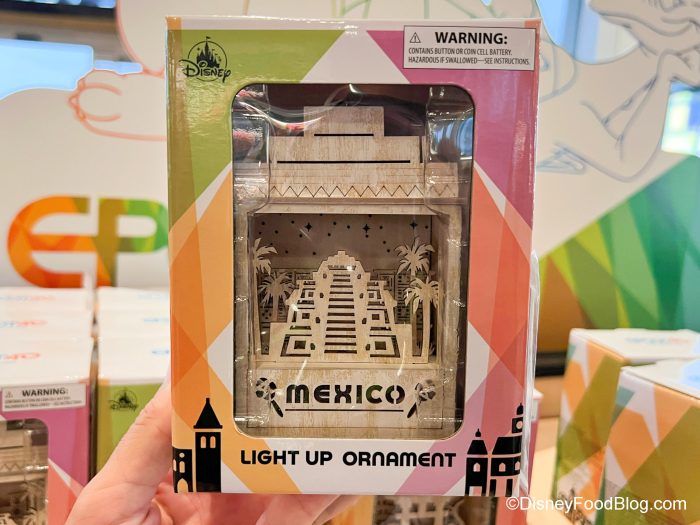 Disney
WARNING:
CONTAINS BUTTON OR COIN CELL BATTERY.
HAZARDOUS IF SWALLOWED—SEE INSTRUCTIONS.
EP
MEXICO
LIGHT UP ORNAMENT
WARNING:
Disney
©DisneyFoodBlog.com